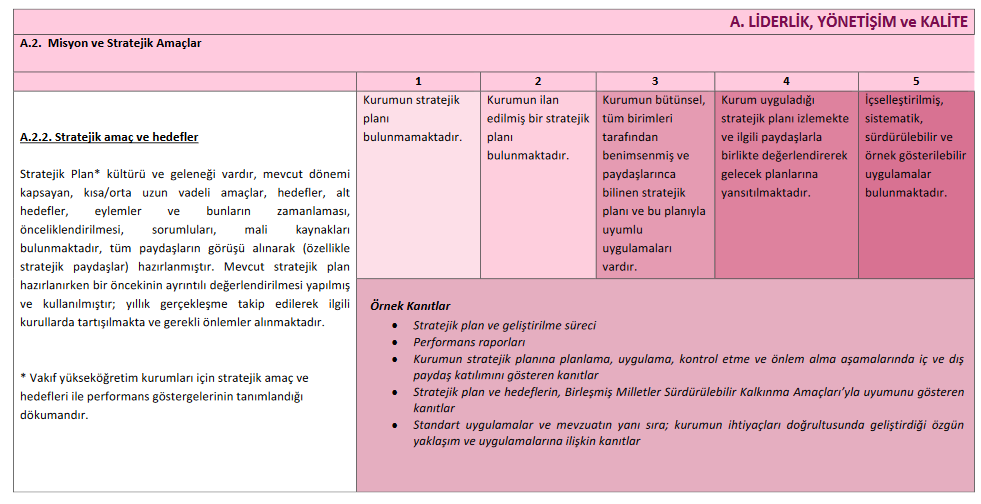 A. LİDERLİK, YÖNETİŞİM ve KALİTE
A.2. Misyon ve Stratejik Amaçlar
1
2
3
4
5
A.2.2. Stratejik amaç ve hedefler
Stratejik Plan* kültürü ve geleneği vardır, mevcut dönemi
kapsayan, kısa/orta uzun vadeli amaçlar, hedefler, alt
hedefler, eylemler ve bunların zamanlaması,
önceliklendirilmesi, sorumluları, mali kaynakları
bulunmaktadır, tüm paydaşların görüşü alınarak (özellikle
stratejik paydaşlar) hazırlanmıştır. Mevcut stratejik plan
hazırlanırken bir öncekinin ayrıntılı değerlendirilmesi yapılmış
ve kullanılmıştır; yıllık gerçekleşme takip edilerek ilgili
kurullarda tartışılmakta ve gerekli önlemler alınmaktadır.
* Vakıf yükseköğretim kurumları için stratejik amaç ve
hedefleri ile performans göstergelerinin tanımlandığı
dökumandır.
Kurumun stratejik
planı
bulunmamaktadır.
Kurumun ilan
edilmiş bir stratejik
planı
bulunmaktadır.
Kurumun bütünsel,
tüm birimleri
tarafından
benimsenmiş ve
paydaşlarınca
bilinen stratejik
planı ve bu planıyla
uyumlu
uygulamaları
vardır.
Kurum uyguladığı
stratejik planı izlemekte
ve ilgili paydaşlarla
birlikte değerlendirerek
gelecek planlarına
yansıtılmaktadır.
İçselleştirilmiş,
sistematik,
sürdürülebilir ve
örnek gösterilebilir
uygulamalar
bulunmaktadır.
Örnek Kanıtlar
• Stratejik plan ve geliştirilme süreci
• Performans raporları
• Kurumun stratejik planına planlama, uygulama, kontrol etme ve önlem alma aşamalarında iç ve dış
paydaş katılımını gösteren kanıtlar
• Stratejik plan ve hedeflerin, Birleşmiş Milletler Sürdürülebilir Kalkınma Amaçları’yla uyumunu gösteren
kanıtlar
• Standart uygulamalar ve mevzuatın yanı sıra; kurumun ihtiyaçları doğrultusunda geliştirdiği özgün
yaklaşım ve uygulamalarına ilişkin kanıtlar